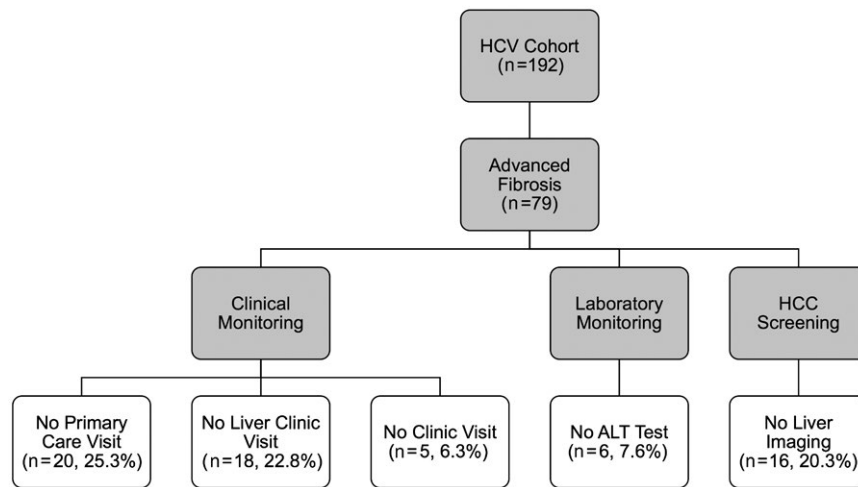 HCV Cohort
(n=192)
Advanced
Fibrosis
(n=79)
Clinical
Monitoring
Laboratory
Monitoring
HCC
Screening
No Primary
Care Visit
(n=20, 25.3%)
No Liver Clinic
Visit
(n=18, 22.8%)
No Clinic Visit
(n=5, 6.3%)
No ALT Test
(n=6, 7.6%)
No Liver
Imaging
(n=16, 20.3%)